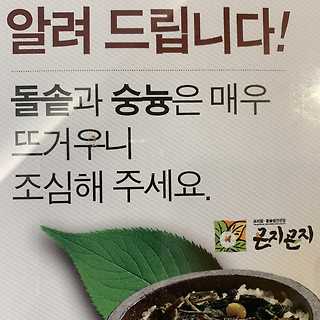 알려 드립니다!
돌솥과 숭늉은 매우
뜨거우니
조심해 주세요.
곤지곤지